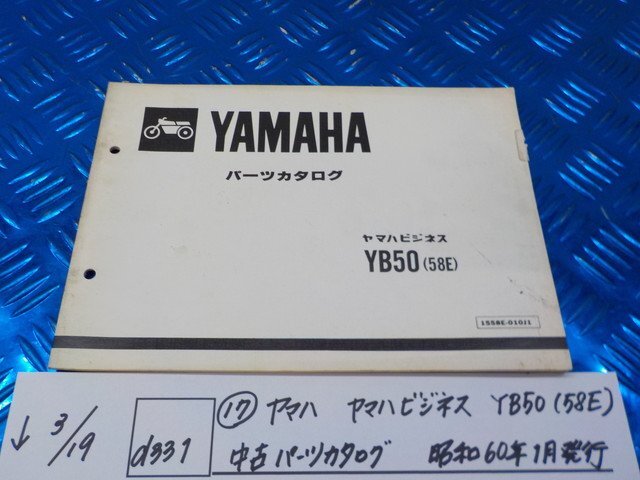 YAMAHA
パーツカタログ
ヤマハビジネス
YB50 (58E)
1558E-010J1
↓ 3/19 d331 ⑰ ヤマハ ヤマハビジネス YB50(58E)
中古パーツカタログ 昭和60年1月発行